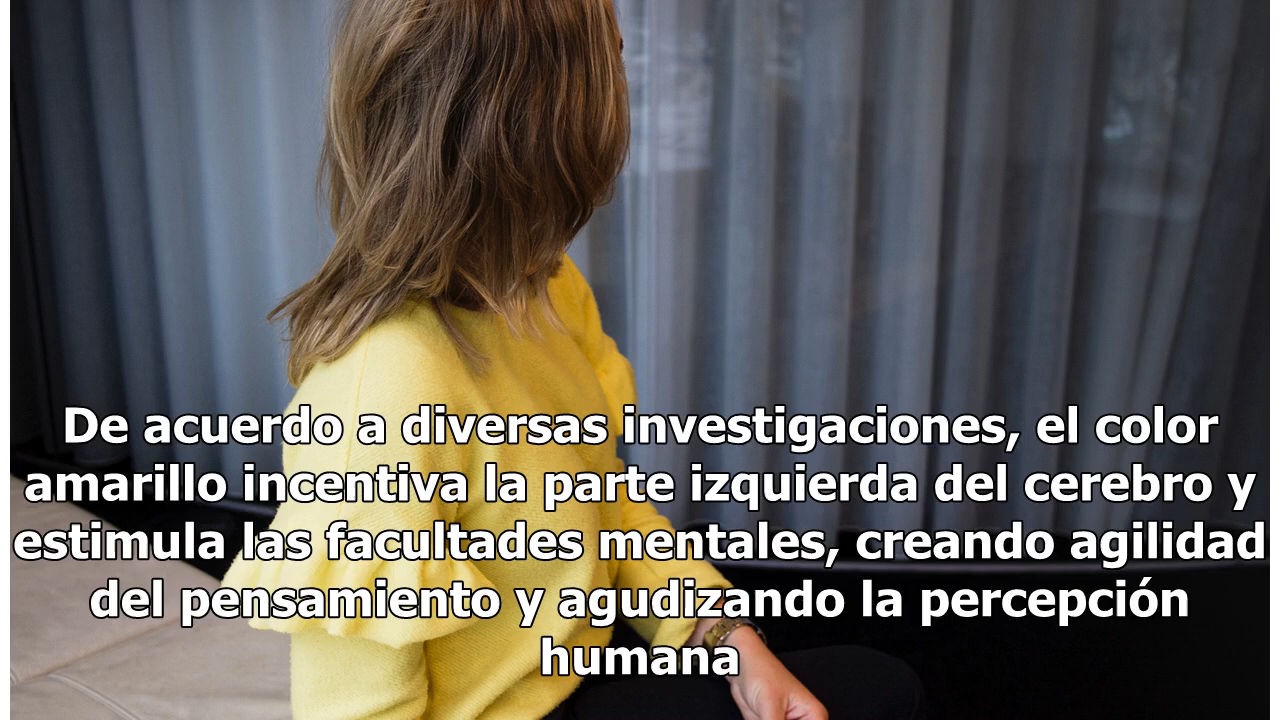 De acuerdo a diversas investigaciones, el color
amarillo incentiva la parte izquierda del cerebro y
estimula las facultades mentales, creando agilidad
del pensamiento y agudizando la percepción
humana